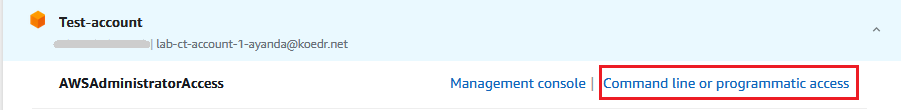 Test-account
| lab-ct-account-1-ayanda@koedr.net
AWSAdministratorAccess Management console | Command line or programmatic access